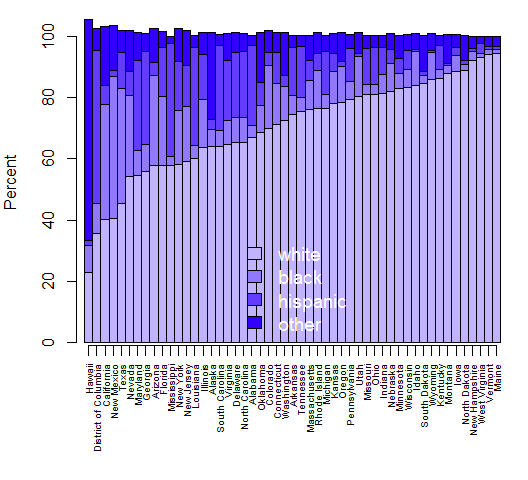 100
80
60
40
20
0
Percent
white
black
hispanic
other
Hawaii
District of Columbia
California
New Mexico
Texas
Nevada
Maryland
Georgia
Arizona
Florida
Mississippi
New York
New Jersey
Louisiana
Illinois
Alaska
South Carolina
Virginia
Delaware
North Carolina
Alabama
Oklahoma
Colorado
Connecticut
Washington
Arkansas
Tennessee
Massachusetts
Rhode Island
Michigan
Kansas
Oregon
Pennsylvania
Utah
Missouri
Ohio
Indiana
Nebraska
Minnesota
Wisconsin
Idaho
South Dakota
Wyoming
Kentucky
Montana
Iowa
North Dakota
New Hampshire
West Virginia
Vermont
Maine